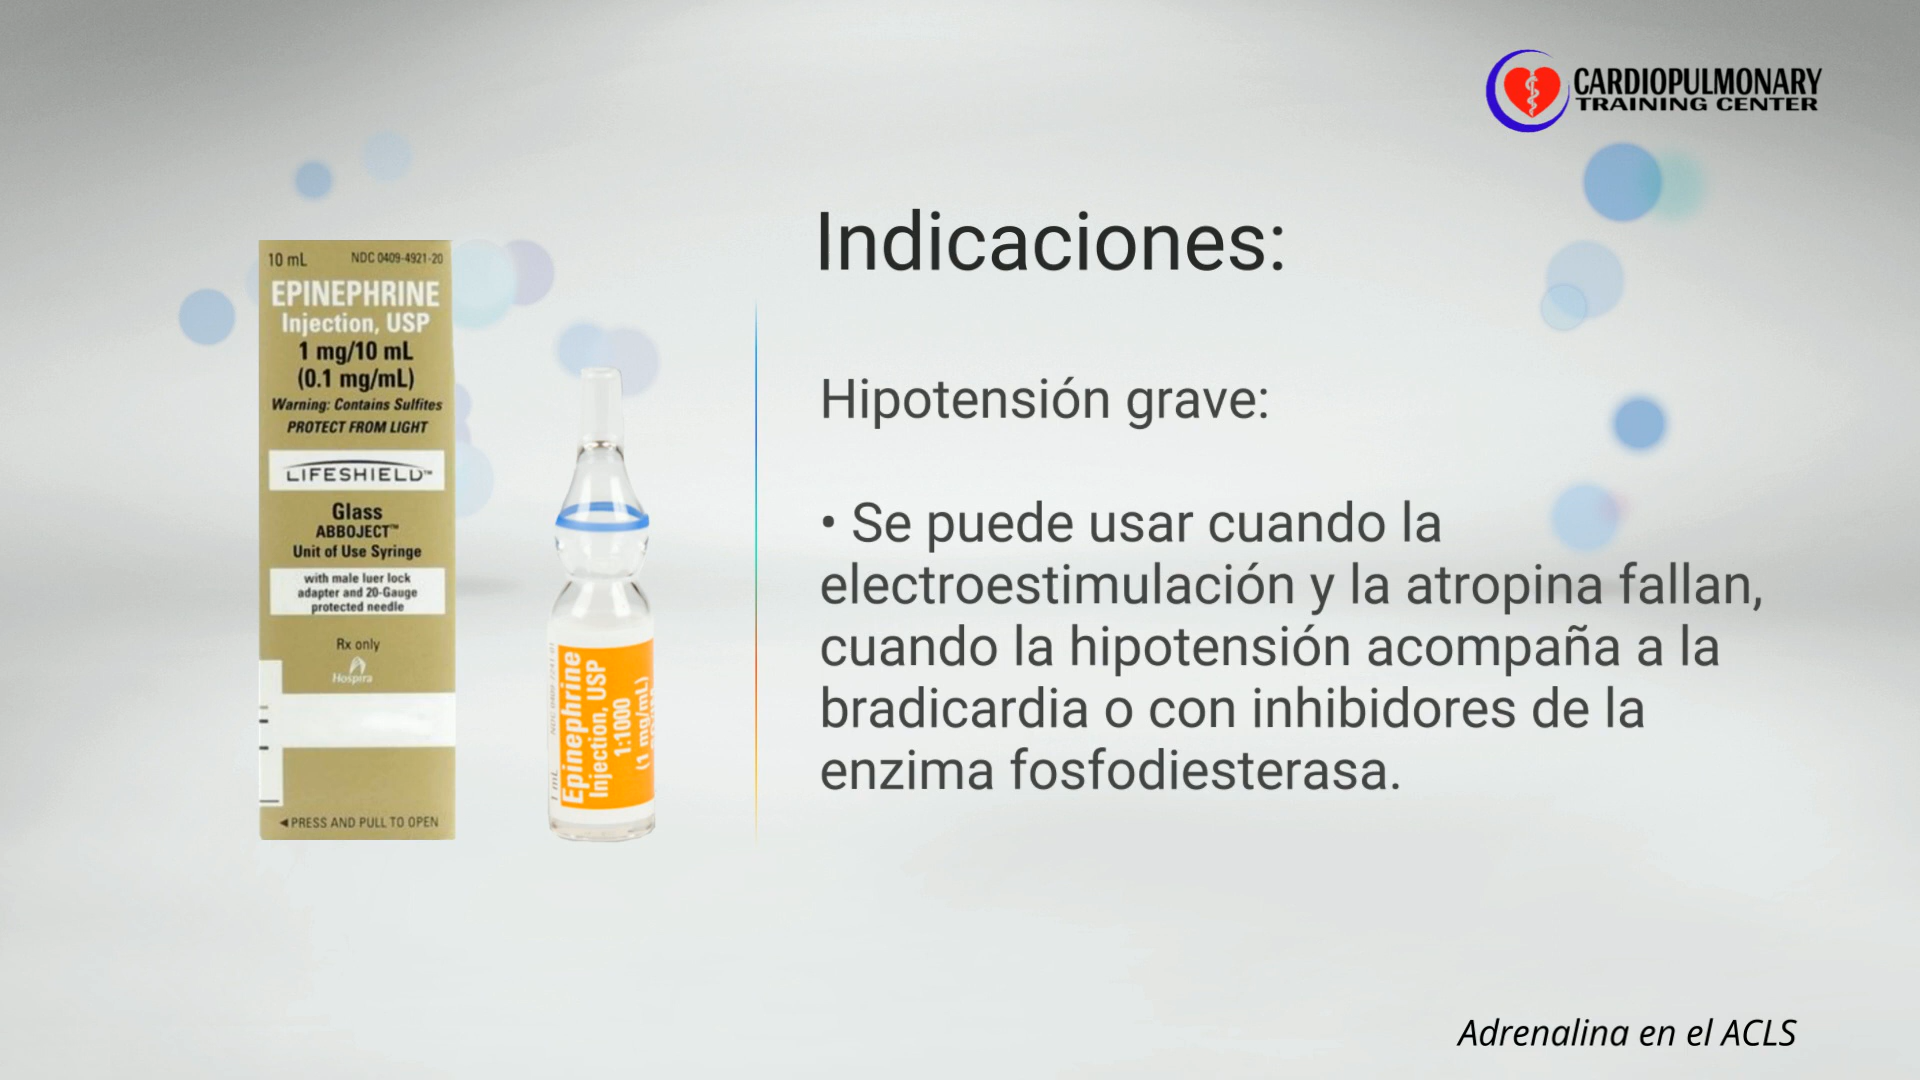 CARDIOPULMONARY
TRAINING CENTER
Indicaciones:
Hipotensión grave:
• Se puede usar cuando la
electroestimulación y la atropina fallan,
cuando la hipotensión acompaña a la
bradicardia o con inhibidores de la
enzima fosfodiesterasa.
10 mL NDC 0409-4921-20
EPINEPHRINE
Injection, USP
1 mg/10 mL
(0.1 mg/mL)
Warning: Contains Sulfites
PROTECT FROM LIGHT
LIFESHIELD™
Glass
ABBOJECT™
Unit of Use Syringe
with male luer lock
adapter and 20-Gauge
protected needle
Rx only
Hospira
◄PRESS AND PULL TO OPEN
1 mL
Epinephrine
Injection, USP
1:1000
(1 mg/mL)
Adrenalina en el ACLS